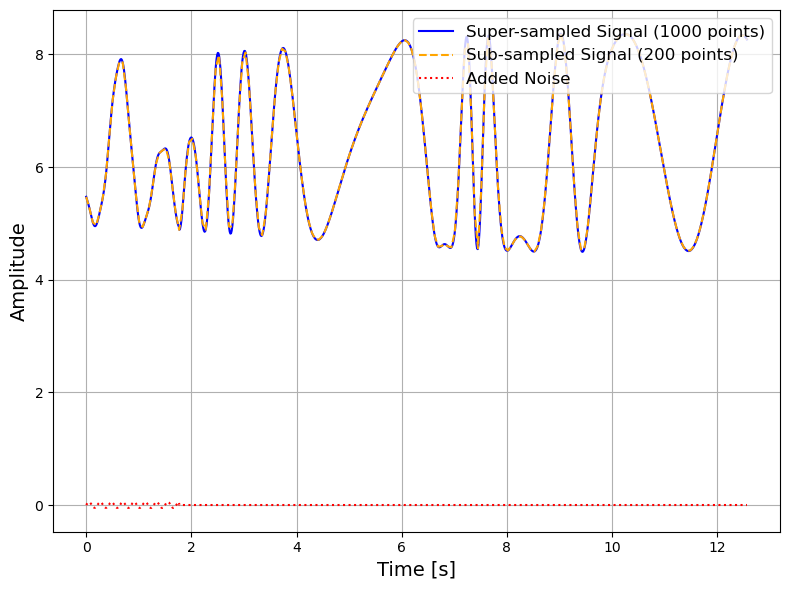 Super-sampled Signal (1000 points)
Sub-sampled Signal (200 points)
Added Noise
8
6
4
2
0
Amplitude
0 2 4 6 8 10 12
Time [s]